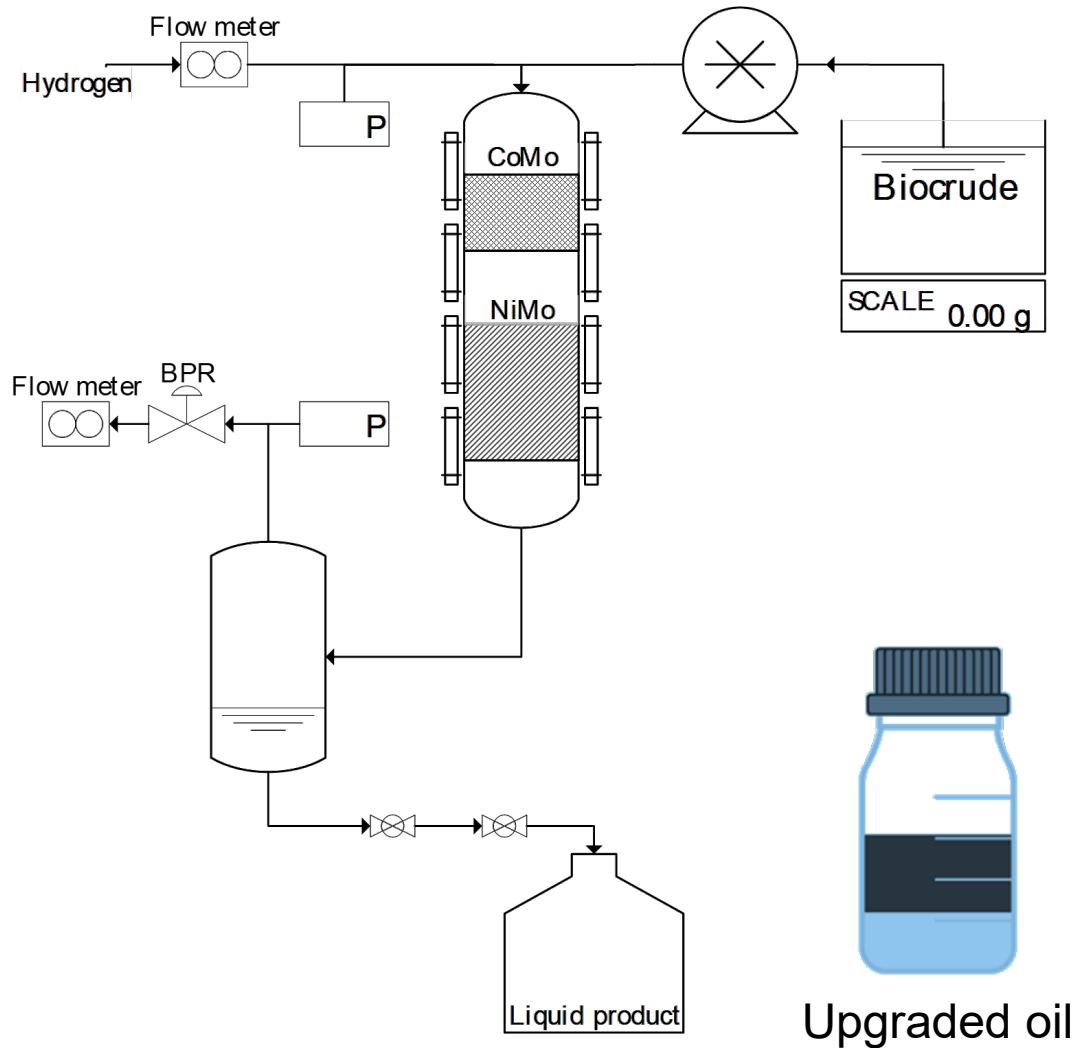 Flow meter
Hydrogen
P
CoMo
Biocrude
SCALE 0.00 g
NiMo
BPR
Flow meter
P
Liquid product
Upgraded oil